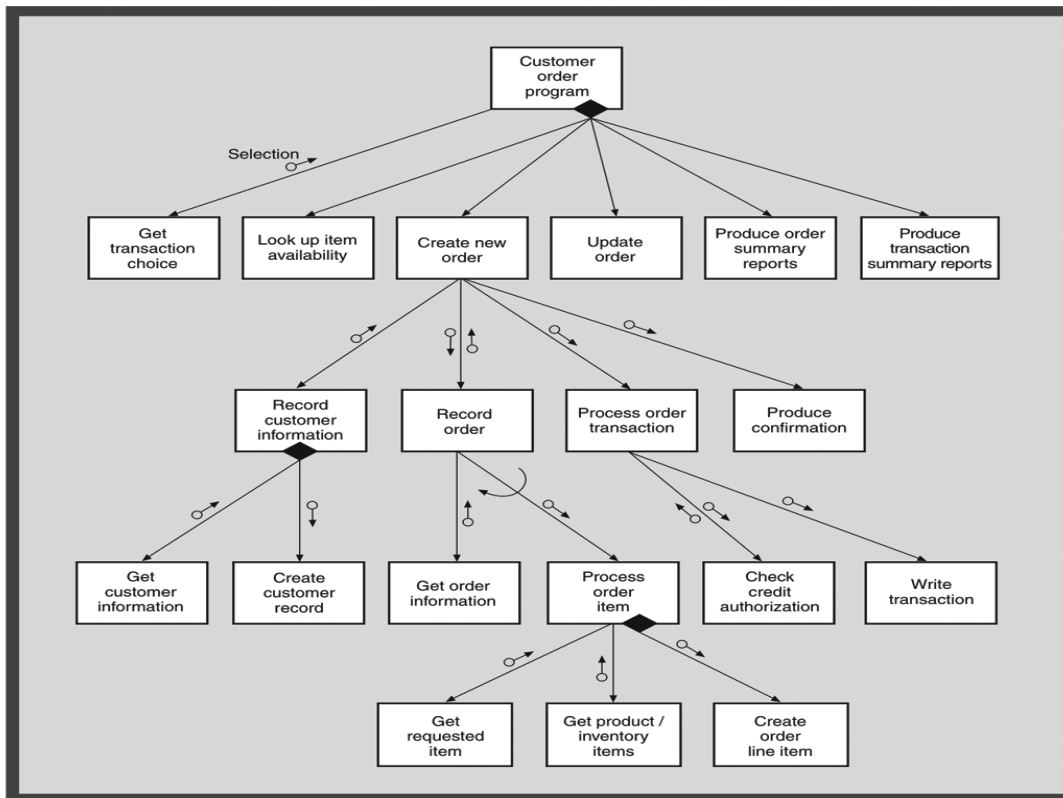 Customer
order
program
Selection
Get
transaction
choice
Look up item
availability
Create new
order
Update
order
Produce order
summary
reports
Produce
transaction
summary reports
Record
customer
information
Record
order
Process order
transaction
Produce
confirmation
Get
customer
information
Create
customer
record
Get order
information
Process
order
item
Check
credit
authorization
Write
transaction
Get
requested
item
Get product /
inventory
items
Create
order
line item